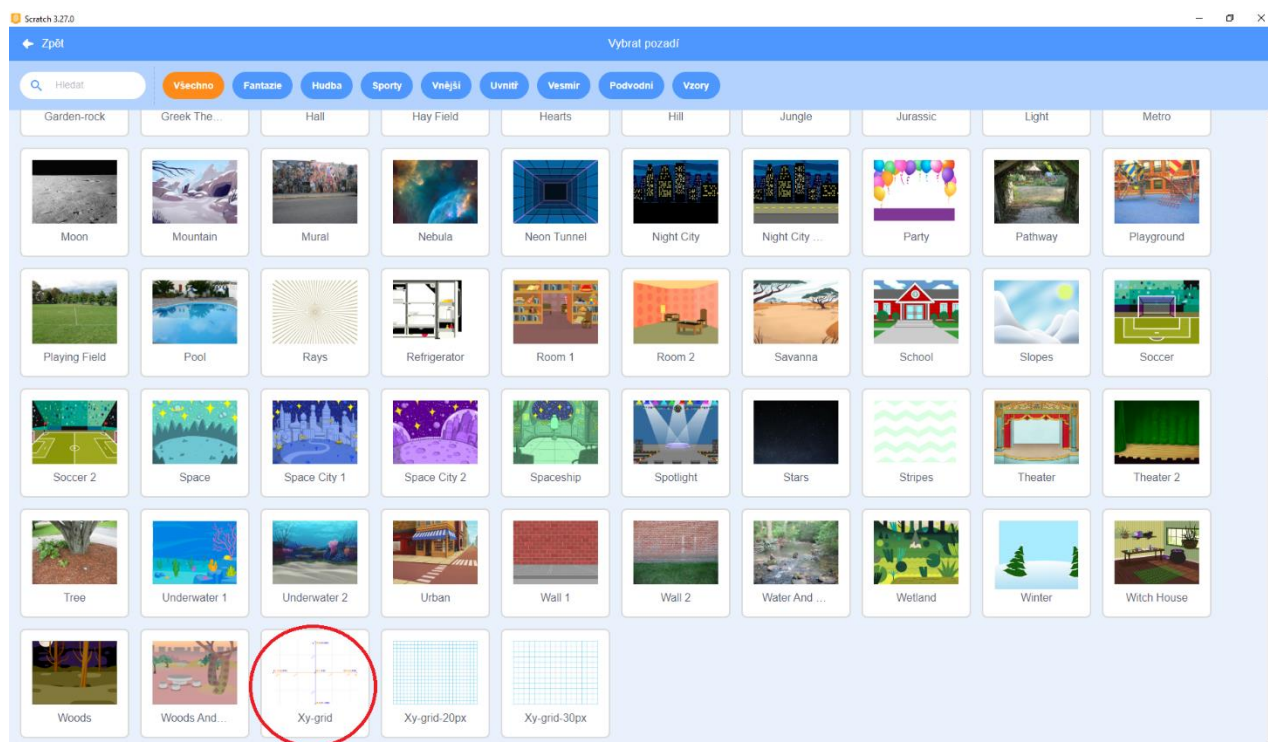 Scratch 3.27.0
Zpět
Vybrat pozadí
Hledat
Všechno Fantazie Hudba Sporty Vnější Uvnitř Vesmír Podvodní Vzory
Garden-rock Greek The... Hall Hay Field Hearts Hill Jungle Jurassic Light Metro
Moon Mountain Mural Nebula Neon Tunnel Night City Night City ... Party Pathway Playground
Playing Field Pool Rays Refrigerator Room 1 Room 2 Savanna School Slopes Soccer
Soccer 2 Space Space City 1 Space City 2 Spaceship Spotlight Stars Stripes Theater Theater 2
Tree Underwater 1 Underwater 2 Urban Wall 1 Wall 2 Water And ... Wetland Winter Witch House
Woods Woods And... Xy-grid Xy-grid-20px Xy-grid-30px